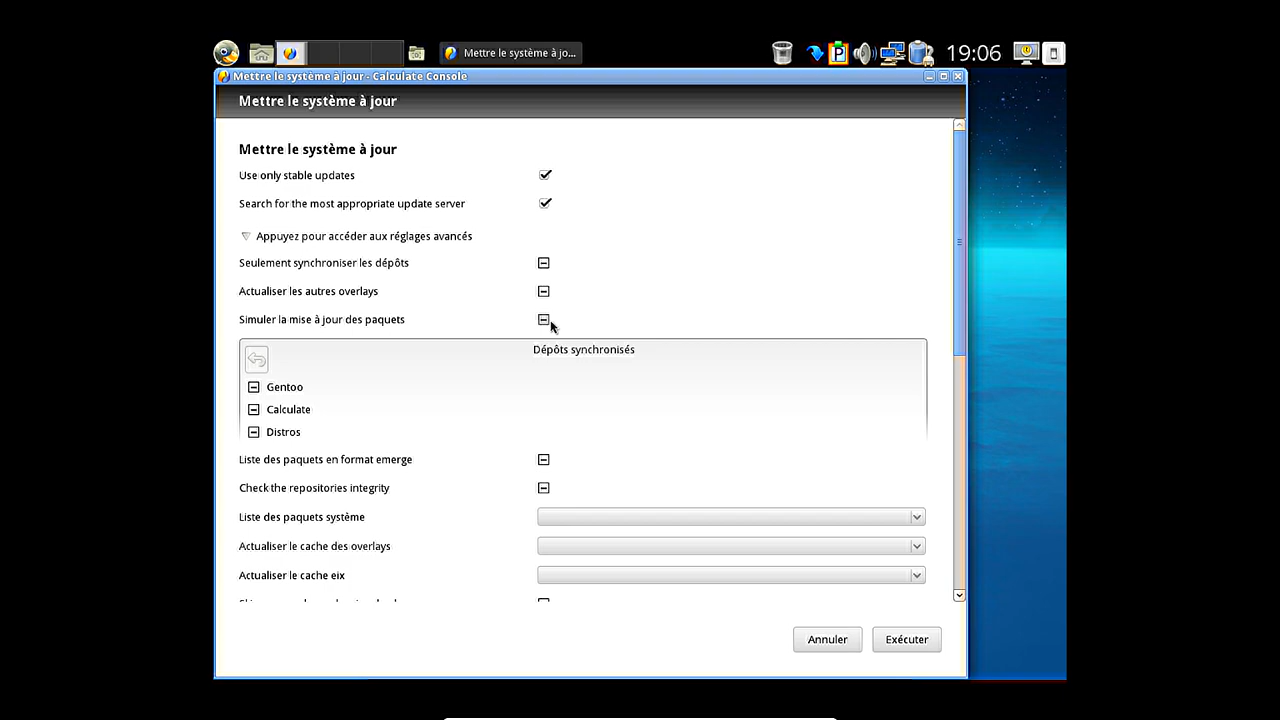 Mettre le système à jo...
P
19:06
Mettre le système à jour - Calculate Console
Mettre le système à jour
Mettre le système à jour
Use only stable updates
Search for the most appropriate update server
Appuyez pour accéder aux réglages avancés
Seulement synchroniser les dépôts
Actualiser les autres overlays
Simuler la mise à jour des paquets
Dépôts synchronisés
Gentoo
Calculate
Distros
Liste des paquets en format emerge
Check the repositories integrity
Liste des paquets système
Actualiser le cache des overlays
Actualiser le cache eix
Annuler
Exécuter